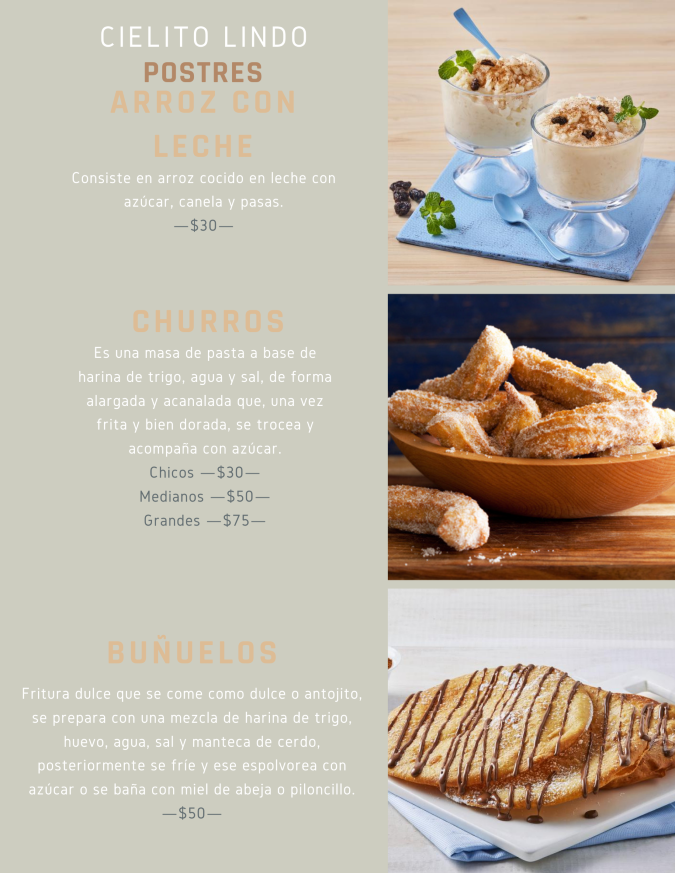 CIELITO LINDO
POSTRES
ARROZ CON
LECHE
Consiste en arroz cocido en leche con
azúcar, canela y pasas.
—$30—
CHURROS
Es una masa de pasta a base de
harina de trigo, agua y sal, de forma
alargada y acanalada que, una vez
frita y bien dorada, se trocea y
acompaña con azúcar.
Chicos —$30—
Medianos —$50—
Grandes —$75—
BUÑUELOS
Fritura dulce que se come como dulce o antojito,
se prepara con una mezcla de harina de trigo,
huevo, agua, sal y manteca de cerdo,
posteriormente se fríe y ese espolvorea con
azúcar o se baña con miel de abeja o piloncillo.
—$50—